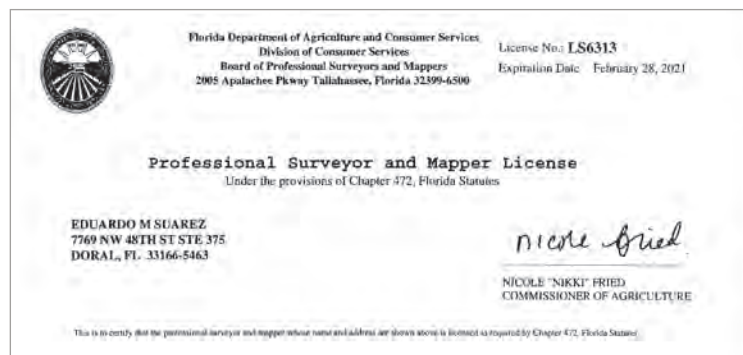 Florida Department of Agriculture and Consumer Services
Division of Consumer Services
Board of Professional Surveyors and Mappers
2005 Apalachee Pkway Tallahassee, Florida 32399-6500
License No.: LS6313
Expiration Date February 28, 2021
Professional Surveyor and Mapper License
Under the provisions of Chapter 472, Florida Statutes
EDUARDO M SUAREZ
7769 NW 48TH ST STE 375
DORAL, FL 33166-5463
nicole fried
NICOLE "NIKKI" FRIED
COMMISSIONER OF AGRICULTURE
This is to certify that the professional surveyor and mapper whose name and address are shown above is licensed as required by Chapter 472, Florida Statutes